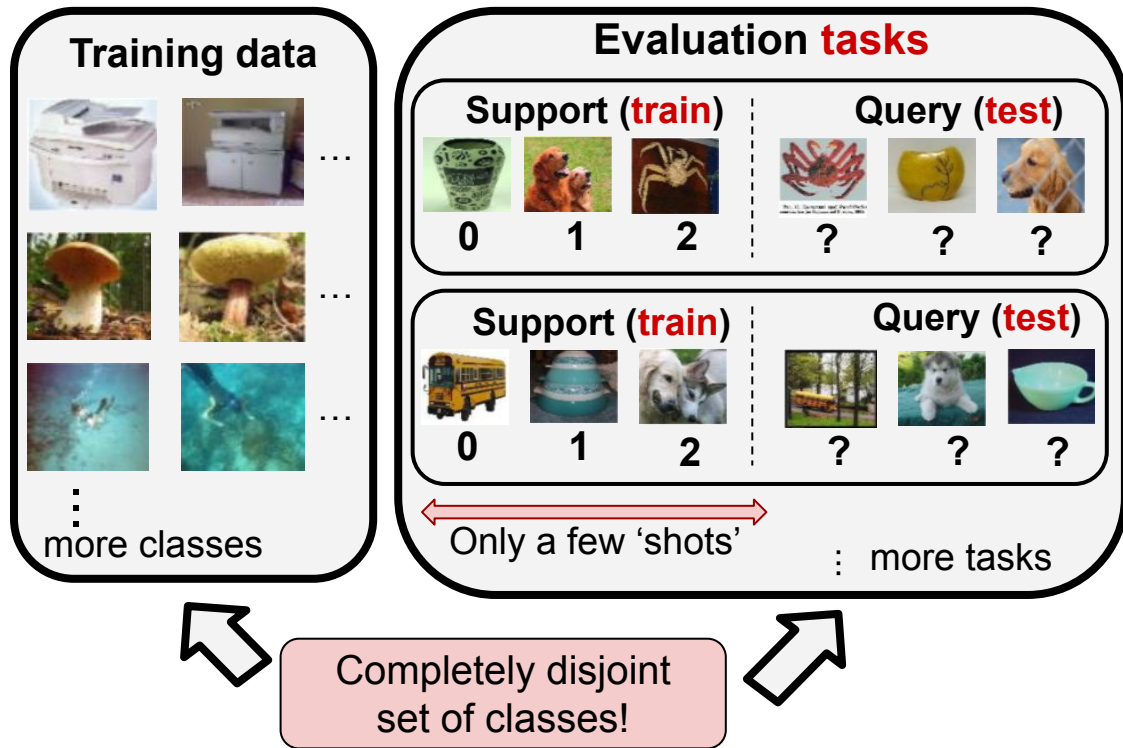 Training data
...
...
...
more classes
Evaluation tasks
Support (train)
Query (test)
0 1 2
? ? ?
Support (train)
Query (test)
0 1 2
? ? ?
Only a few ‘shots’
more tasks
Completely disjoint
set of classes!